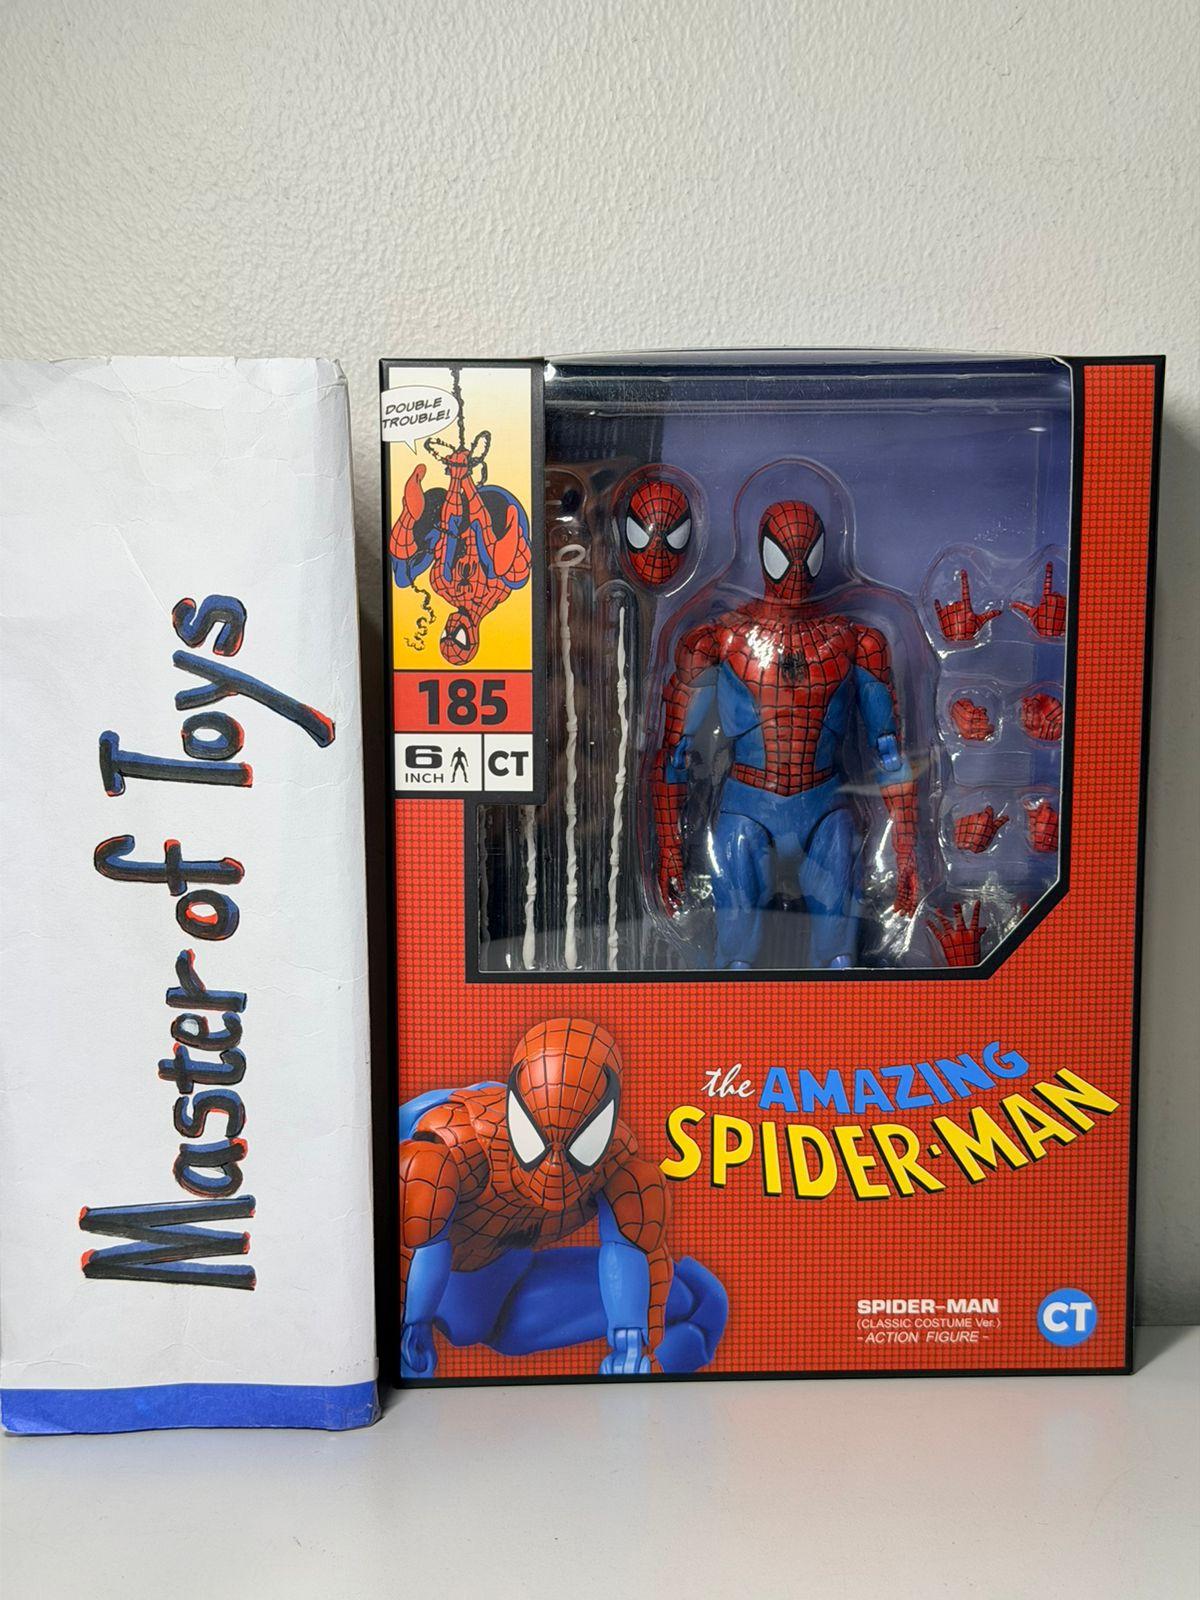 Master of Toys
DOUBLE
TROUBLE!
185
6
INCH
CT
the AMAZING
SPIDER-MAN
SPIDER-MAN
(CLASSIC COSTUME Ver.)
- ACTION FIGURE -
CT